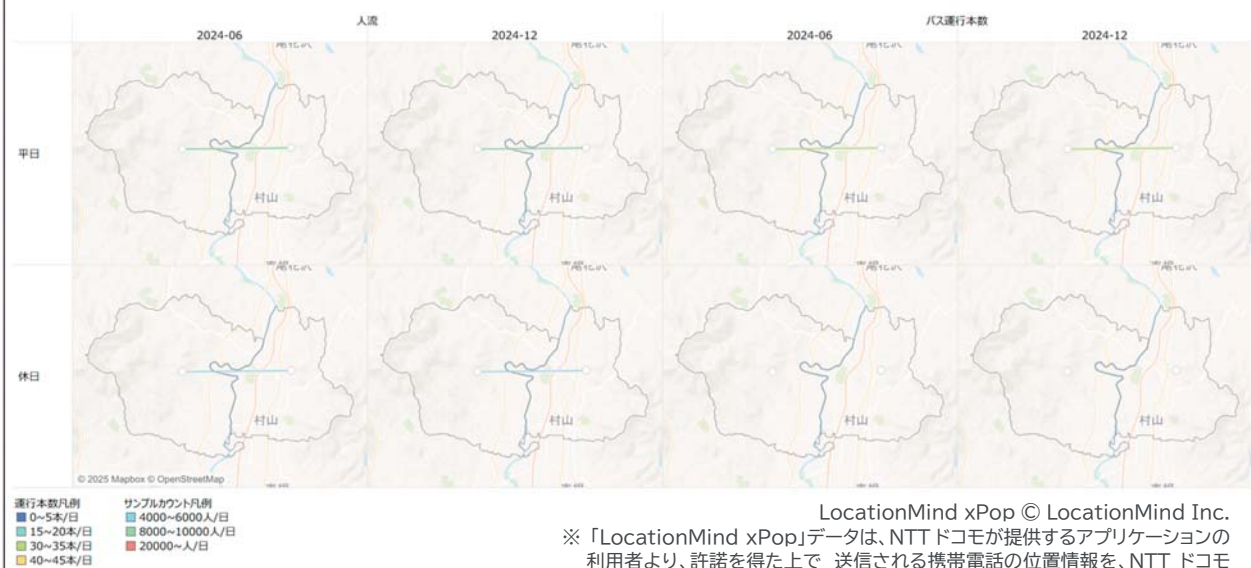 人流
バス運行本数
2024-06
2024-12
2024-06
2024-12
平日
村山
村山
村山
村山
休日
村山
村山
村山
村山
© 2025 Mapbox © OpenStreetMap
運行本数凡例
0~5本/日
15~20本/日
30~35本/日
40~45本/日
サンプルカウント凡例
4000~6000人/日
8000~10000人/日
20000~人/日
LocationMind xPop © LocationMind Inc.
※ 「LocationMind xPop」データは、NTTドコモが提供するアプリケーションの
利用者より、許諾を得た上で 送信される携帯電話の位置情報を、NTT ドコモ